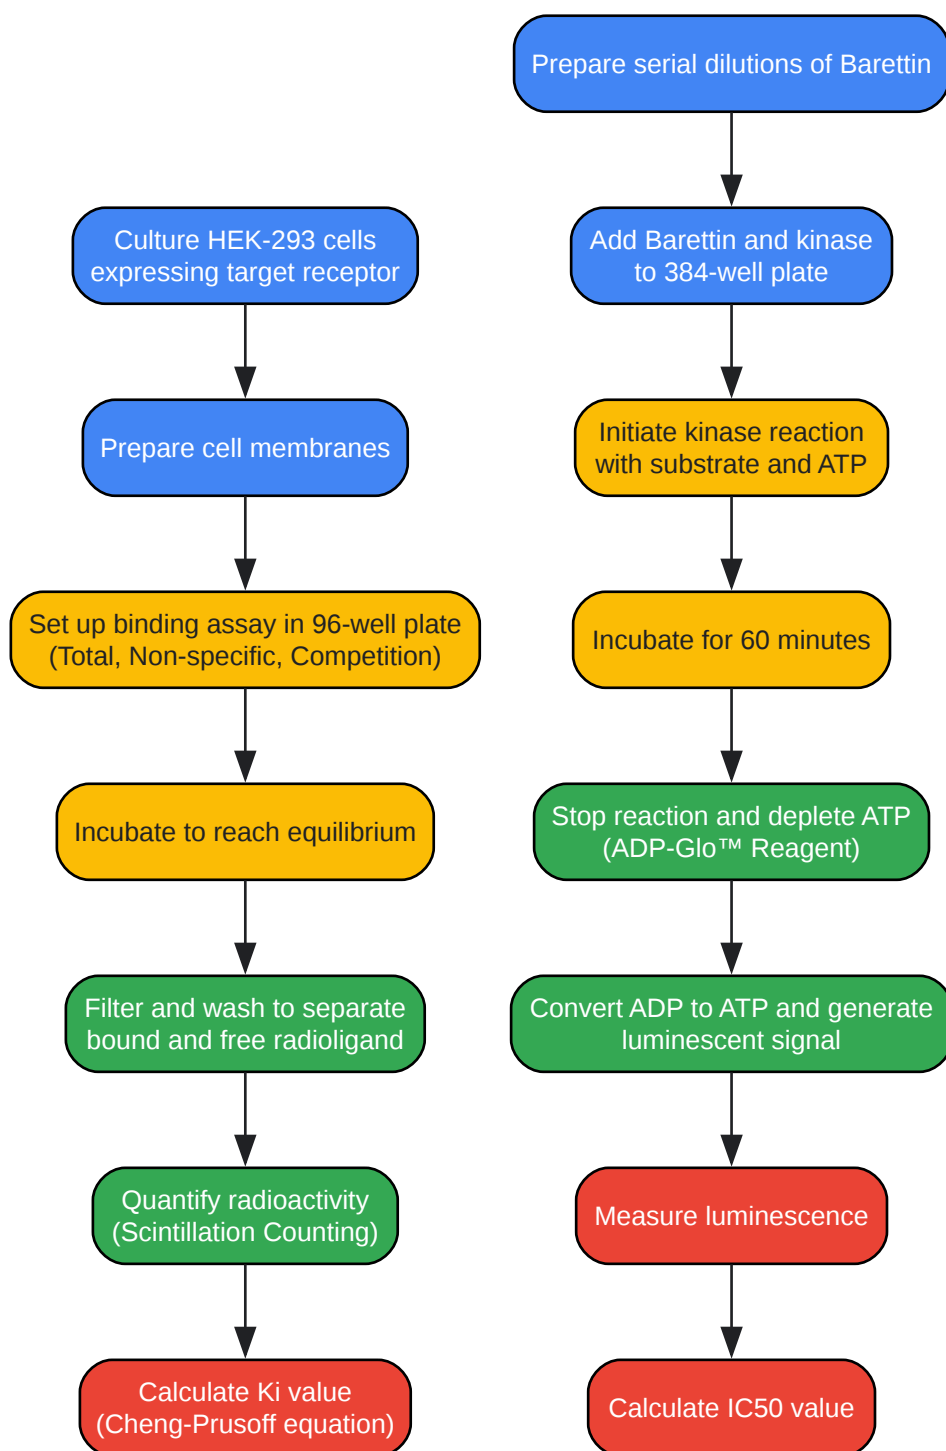 Culture HEK-293 cells
expressing target receptor
Prepare cell membranes
Set up binding assay in 96-well plate
(Total, Non-specific, Competition)
Incubate to reach equilibrium
Filter and wash to separate
bound and free radioligand
Quantify radioactivity
(Scintillation Counting)
Calculate Ki value
(Cheng-Prusoff equation)
Prepare serial dilutions of Barettin
Add Barettin and kinase
to 384-well plate
Initiate kinase reaction
with substrate and ATP
Incubate for 60 minutes
Stop reaction and deplete ATP
(ADP-Glo™ Reagent)
Convert ADP to ATP and generate
luminescent signal
Measure luminescence
Calculate IC50 value